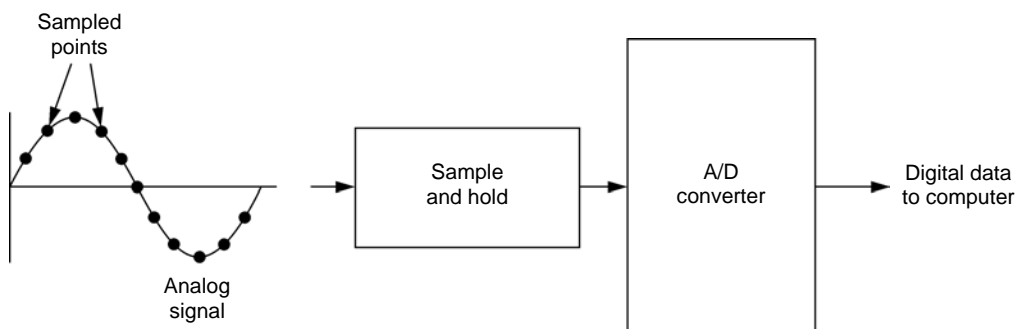 Sampled
points
Analog
signal
Sample
and hold
A/D
converter
Digital data
to computer